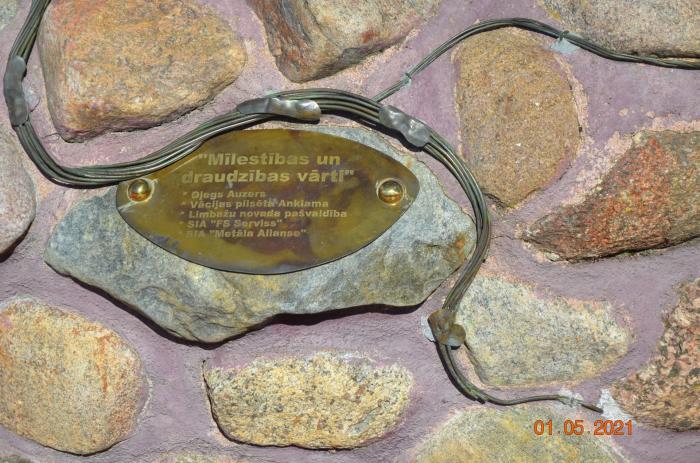 "Mīlestības un
draudzības vārti"
* Oļegs Auzers
* Vācijas pilsēta Anklama
* Limbažu novada pašvaldība
* SIA "FS Serviss"
* SIA "Metāla Alianse"
01.05.2021